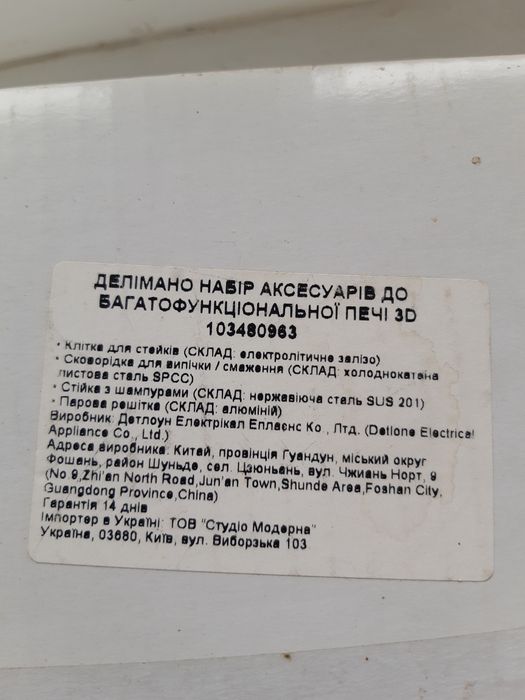 ДЕЛІМАНО НАБІР АКСЕСУАРІВ ДО
БАГАТОФУНКЦІОНАЛЬНОЇ ПЕЧІ 3D
103480963
• Клітка для стейків (СКЛАД: електролітичне залізо)
• Сковорідка для випічки / смаження (СКЛАД: холоднокатана
листова сталь SPCC)
• Стійка з шампурами (СКЛАД: нержавіюча сталь SUS 201)
• Парова решітка (СКЛАД: алюміній)
Виробник: Детлоун Електрікал Еплаєнс Ко., Лтд. (Detlone Electrical
Appliance Co., Ltd.)
Адреса виробника: Китай, провінція Гуандун, міський округ
Фошань, район Шуньде, сел. Цзюньань, вул. Чжиань Норт, 9
(No 9,Zhi'an North Road,Jun'an Town,Shunde Area,Foshan City,
Guangdong Province,China)
Гарантія 14 днів
Імпортер в Україні: ТОВ "Студіо Модерна"
Україна, 03680, Київ, вул. Виборзька 103